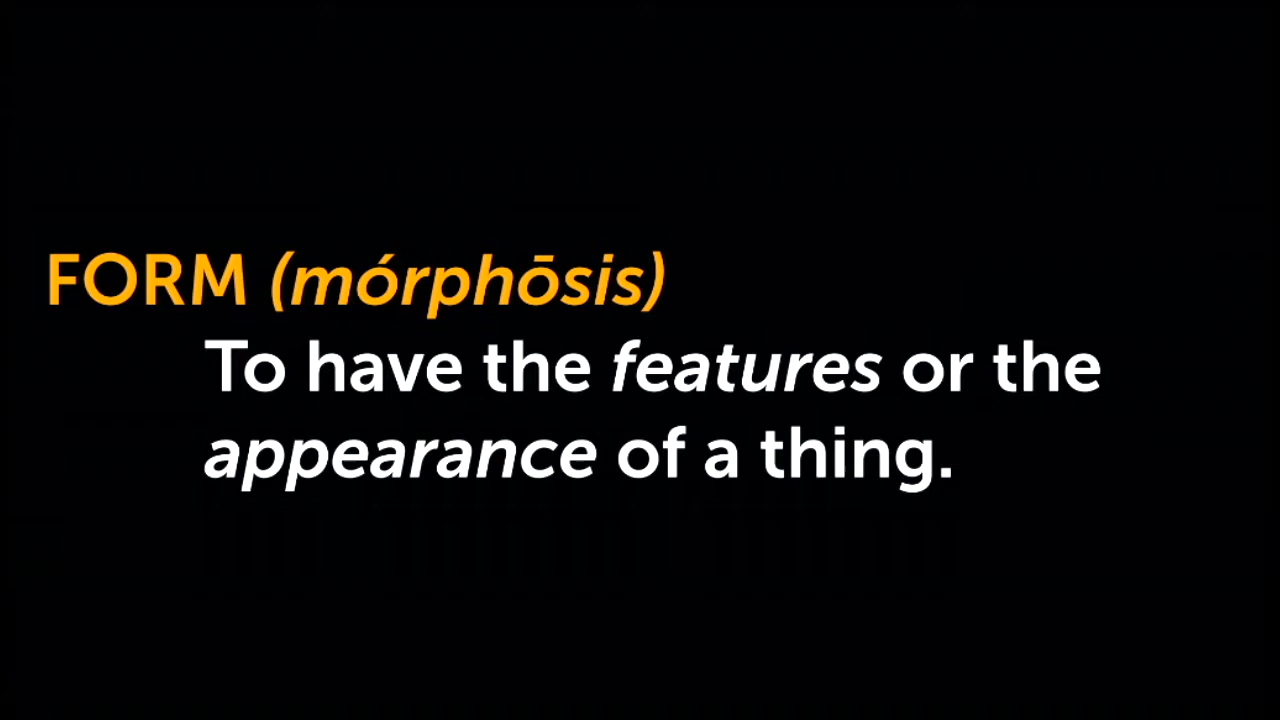 FORM (mórphōsis)
To have the features or the
appearance of a thing.